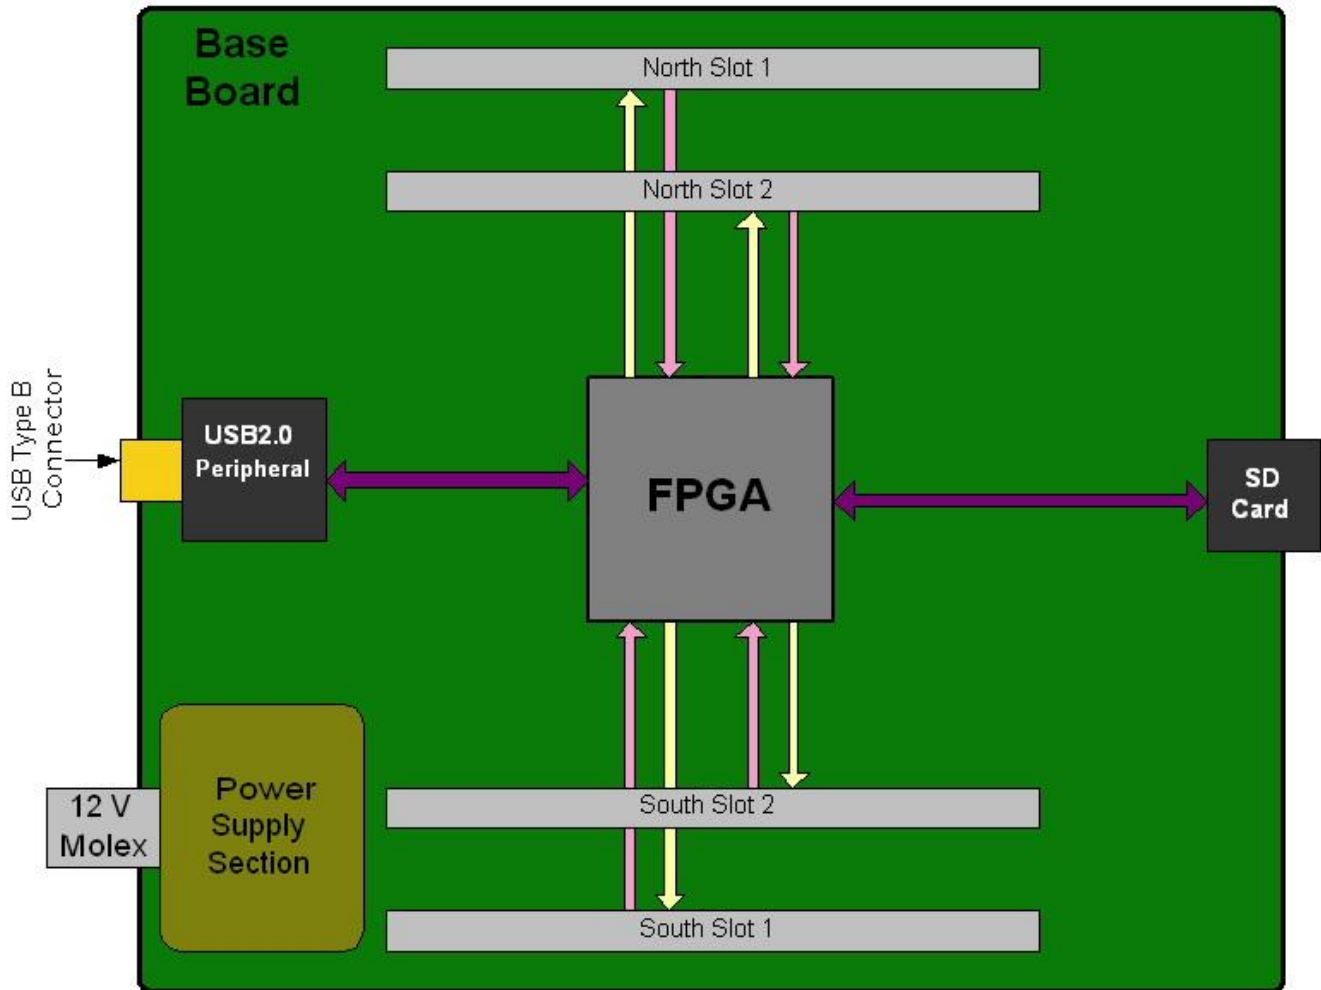 Base
Board
North Slot 1
North Slot 2
USB Type B
Connector
USB2.0
Peripheral
FPGA
SD
Card
12 V
Molex
Power
Supply
Section
South Slot 2
South Slot 1